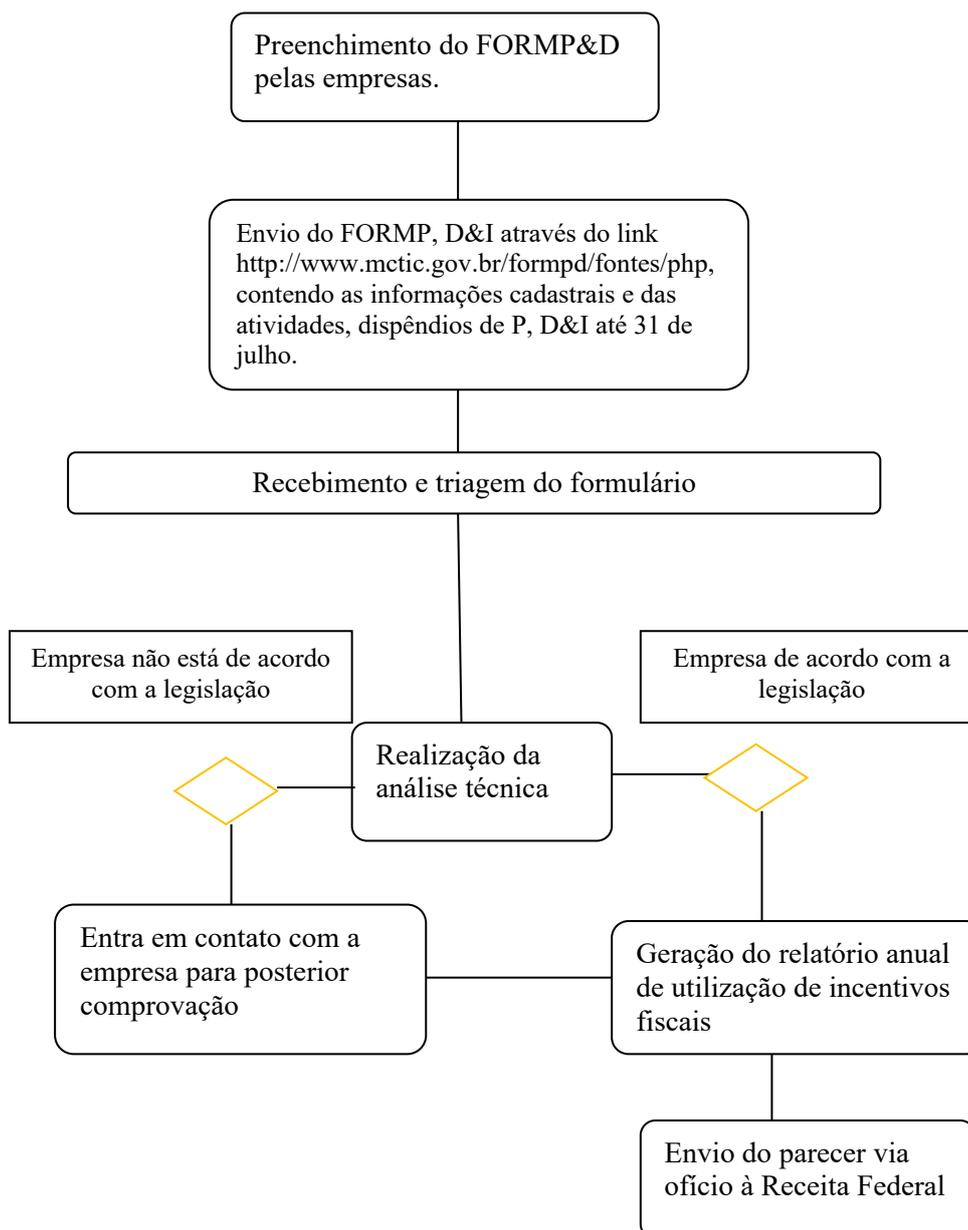 Preenchimento do FORMP&D
pelas empresas.
Envio do FORMP, D&I através do link
http://www.mctic.gov.br/formpd/fontes/php,
contendo as informações cadastrais e das
atividades, dispêndios de P, D&I até 31 de
julho.
Recebimento e triagem do formulário
Empresa não está de acordo
com a legislação
Empresa de acordo com a
legislação
Realização da
análise técnica
Entra em contato com a
empresa para posterior
comprovação
Geração do relatório anual
de utilização de incentivos
fiscais
Envio do parecer via
ofício à Receita Federal